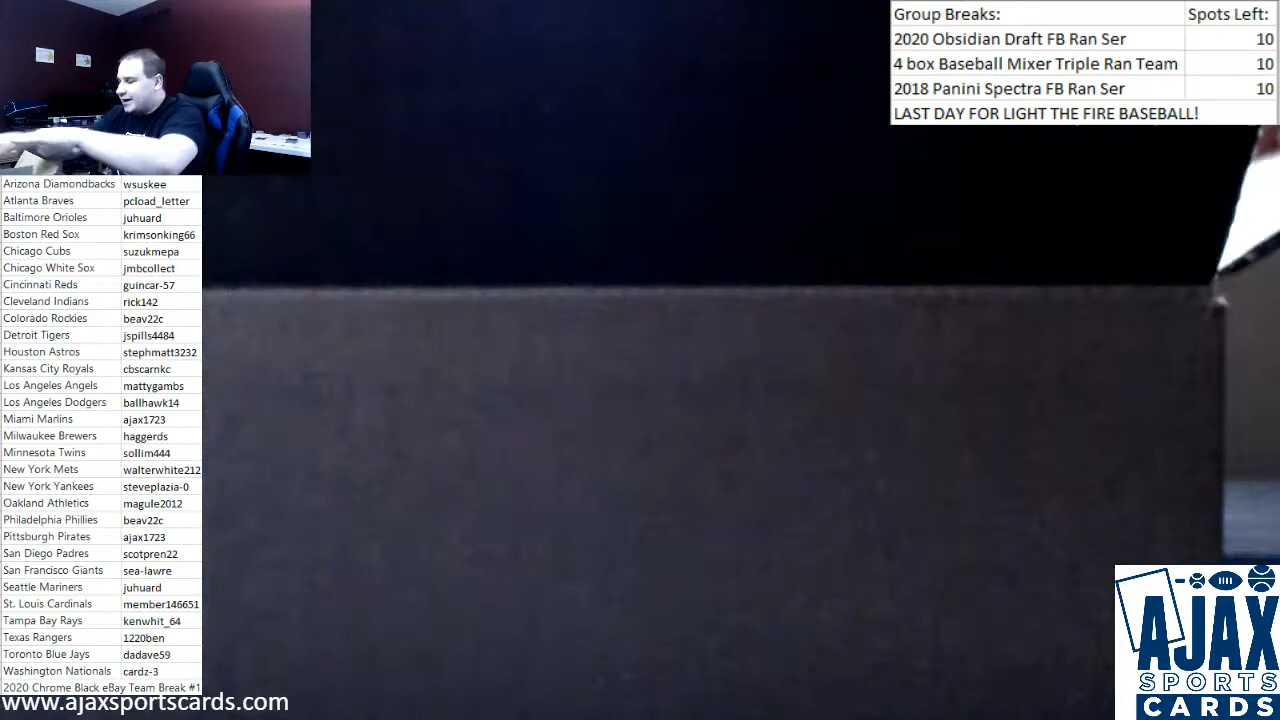 Group Breaks: Spots Left:
2020 Obsidian Draft FB Ran Ser 10
4 box Baseball Mixer Triple Ran Team 10
2018 Panini Spectra FB Ran Ser 10
LAST DAY FOR LIGHT THE FIRE BASEBALL!
Arizona Diamondbacks wsuskee
Atlanta Braves pcload_letter
Baltimore Orioles juhuard
Boston Red Sox krimsonking66
Chicago Cubs suzukmepa
Chicago White Sox jmbcollect
Cincinnati Reds guincar-57
Cleveland Indians rick142
Colorado Rockies beav22c
Detroit Tigers jspills4484
Houston Astros stephmatt3232
Kansas City Royals cbscarnkc
Los Angeles Angels mattygambs
Los Angeles Dodgers ballhawk14
Miami Marlins ajax1723
Milwaukee Brewers haggerds
Minnesota Twins sollim444
New York Mets walterwhite212
New York Yankees steveplazia-0
Oakland Athletics magule2012
Philadelphia Phillies beav22c
Pittsburgh Pirates ajax1723
San Diego Padres scotpren22
San Francisco Giants sea-lawre
Seattle Mariners juhuard
St. Louis Cardinals member146651
Tampa Bay Rays kenwhit_64
Texas Rangers 1220ben
Toronto Blue Jays dadave59
Washington Nationals cardz-3
2020 Chrome Black eBay Team Break #1
www.ajaxsportscards.com
AJAX
SPORTS
CARDS